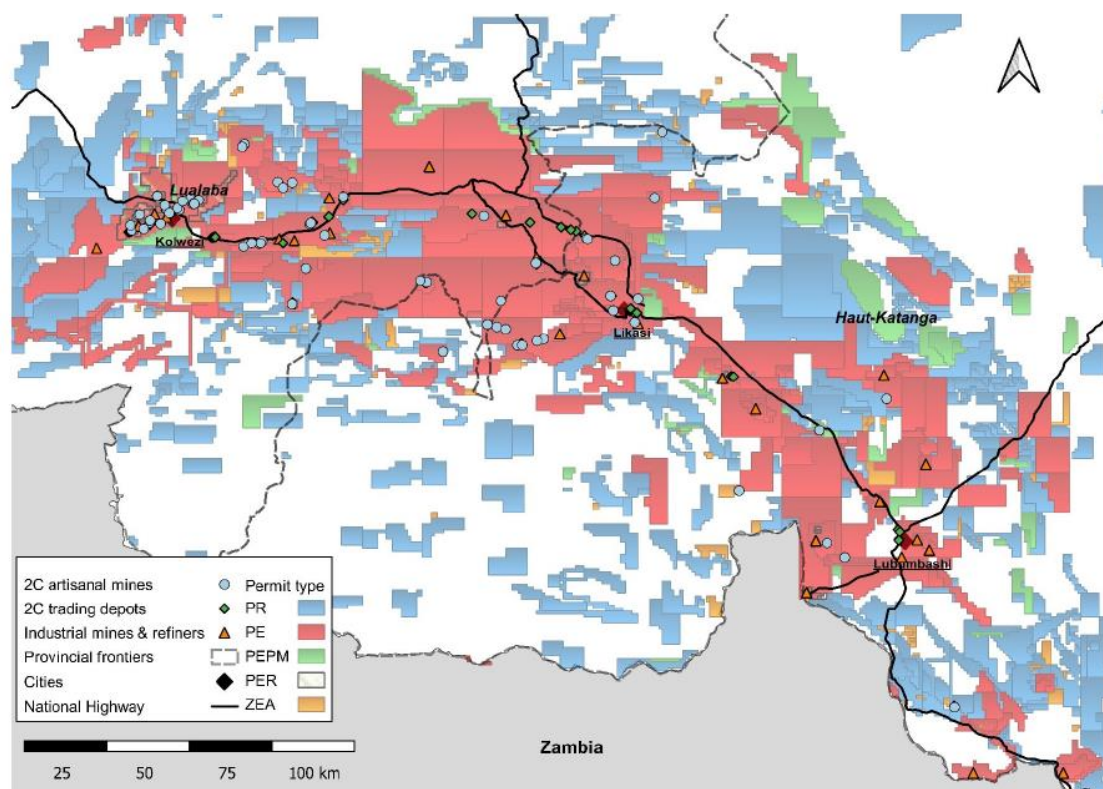 Lualaba
Kolwezi
Likasi
Haut-Katanga
Lubumbashi
Zambia
2C artisanal mines Permit type
2C trading depots PR
Industrial mines & refiners PE
Provincial frontiers PEPM
Cities PER
National Highway ZEA
25 50 75 100 km